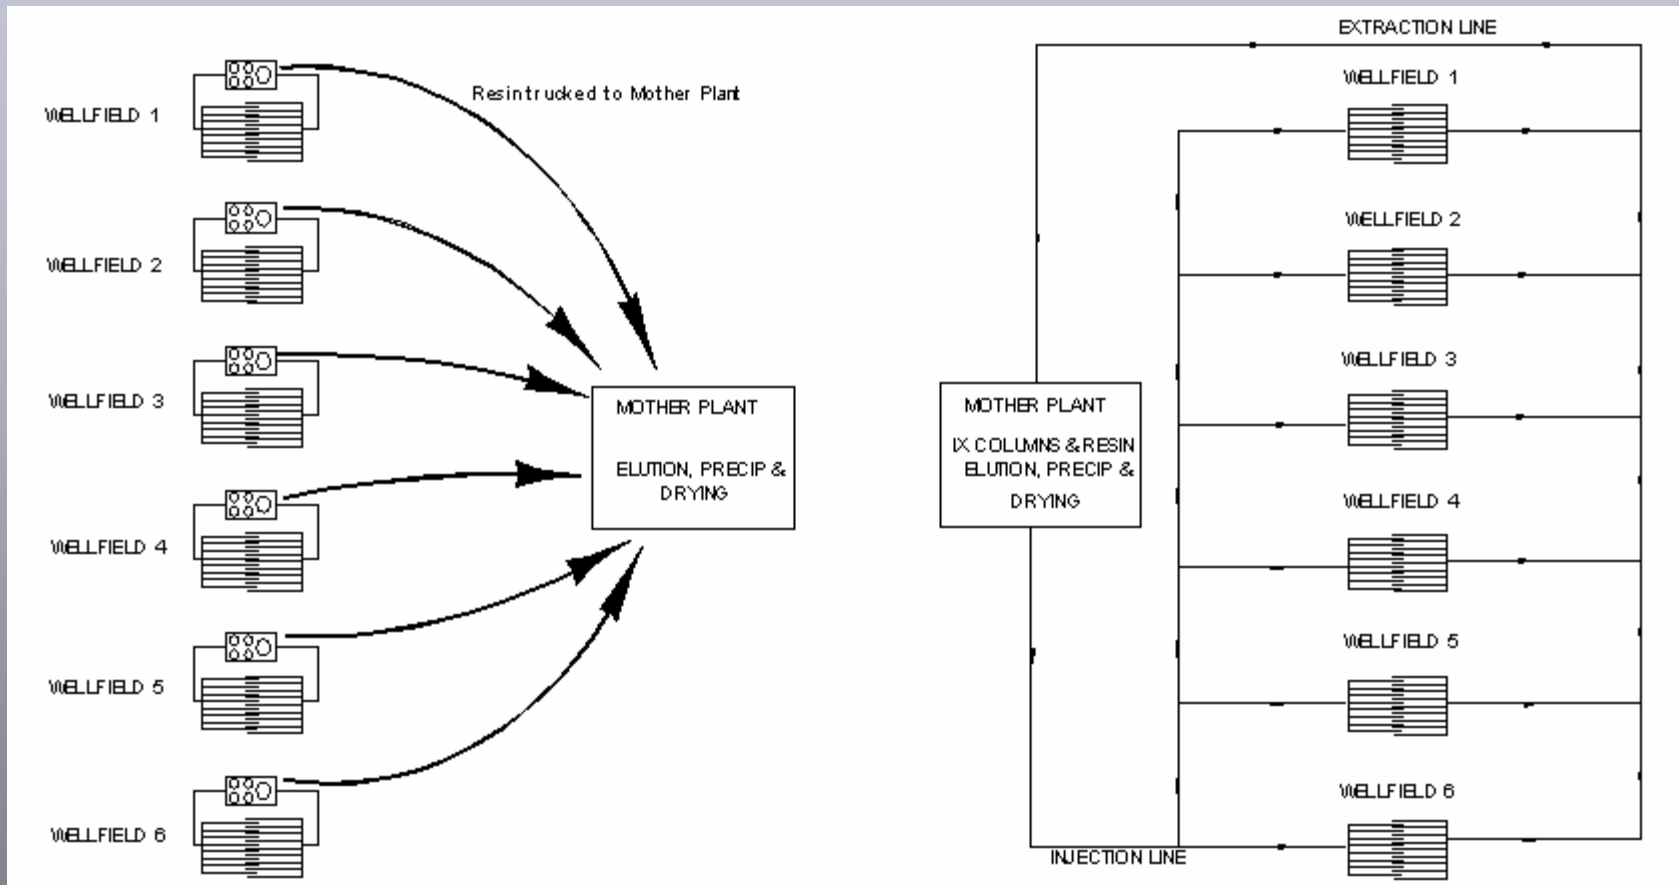 WELLFIELD 1
WELLFIELD 2
WELLFIELD 3
WELLFIELD 4
WELLFIELD 5
WELLFIELD 6
Resin trucked to Mother Plant
MOTHER PLANT
ELUTION, PRECIP &
DRYING
EXTRACTION LINE
WELLFIELD 1
WELLFIELD 2
WELLFIELD 3
WELLFIELD 4
WELLFIELD 5
WELLFIELD 6
MOTHER PLANT
IX COLUMNS & RESIN
ELUTION, PRECIP &
DRYING
INJECTION LINE